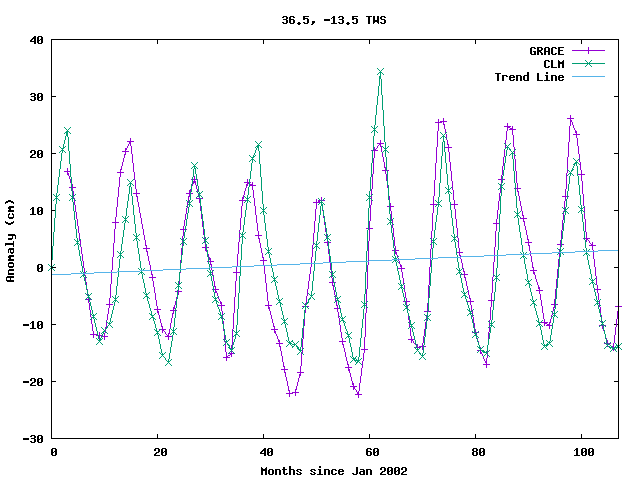 36.5, -13.5 TWS
GRACE
CLM
Trend Line
Anomaly (cm)
40
30
20
10
0
-10
-20
-30
0 20 40 60 80 100
Months since Jan 2002